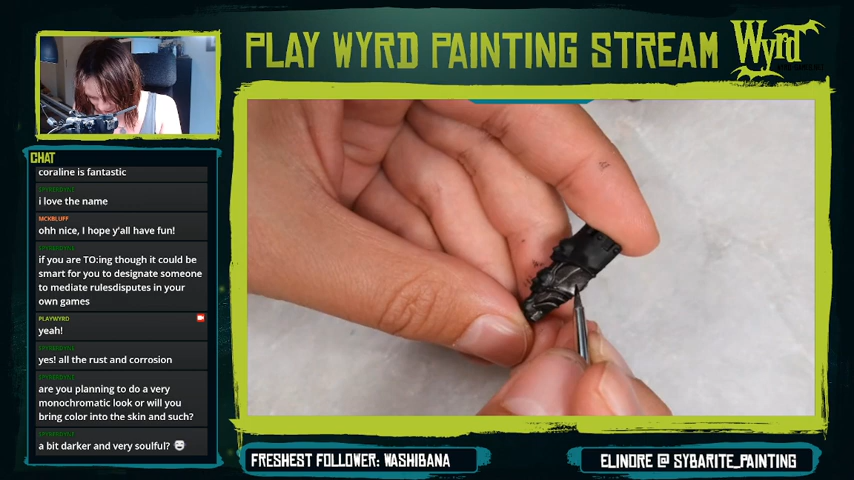 PLAY WYRD PAINTING STREAM
Wyrd
CHAT
coraline is fantastic
i love the name
MCKBLUFF
ohh nice, I hope y'all have fun!
if you are TO:ing though it could be
smart for you to designate someone
to mediate rulesdisputes in your
own games
PLAYWYRD
yeah!
yes! all the rust and corrosion
are you planning to do a very
monochromatic look or will you
bring color into the skin and such?
a bit darker and very soulful?
FRESHEST FOLLOWER: WASHIBANA
ELINORE @ SYBARITE_PAINTING